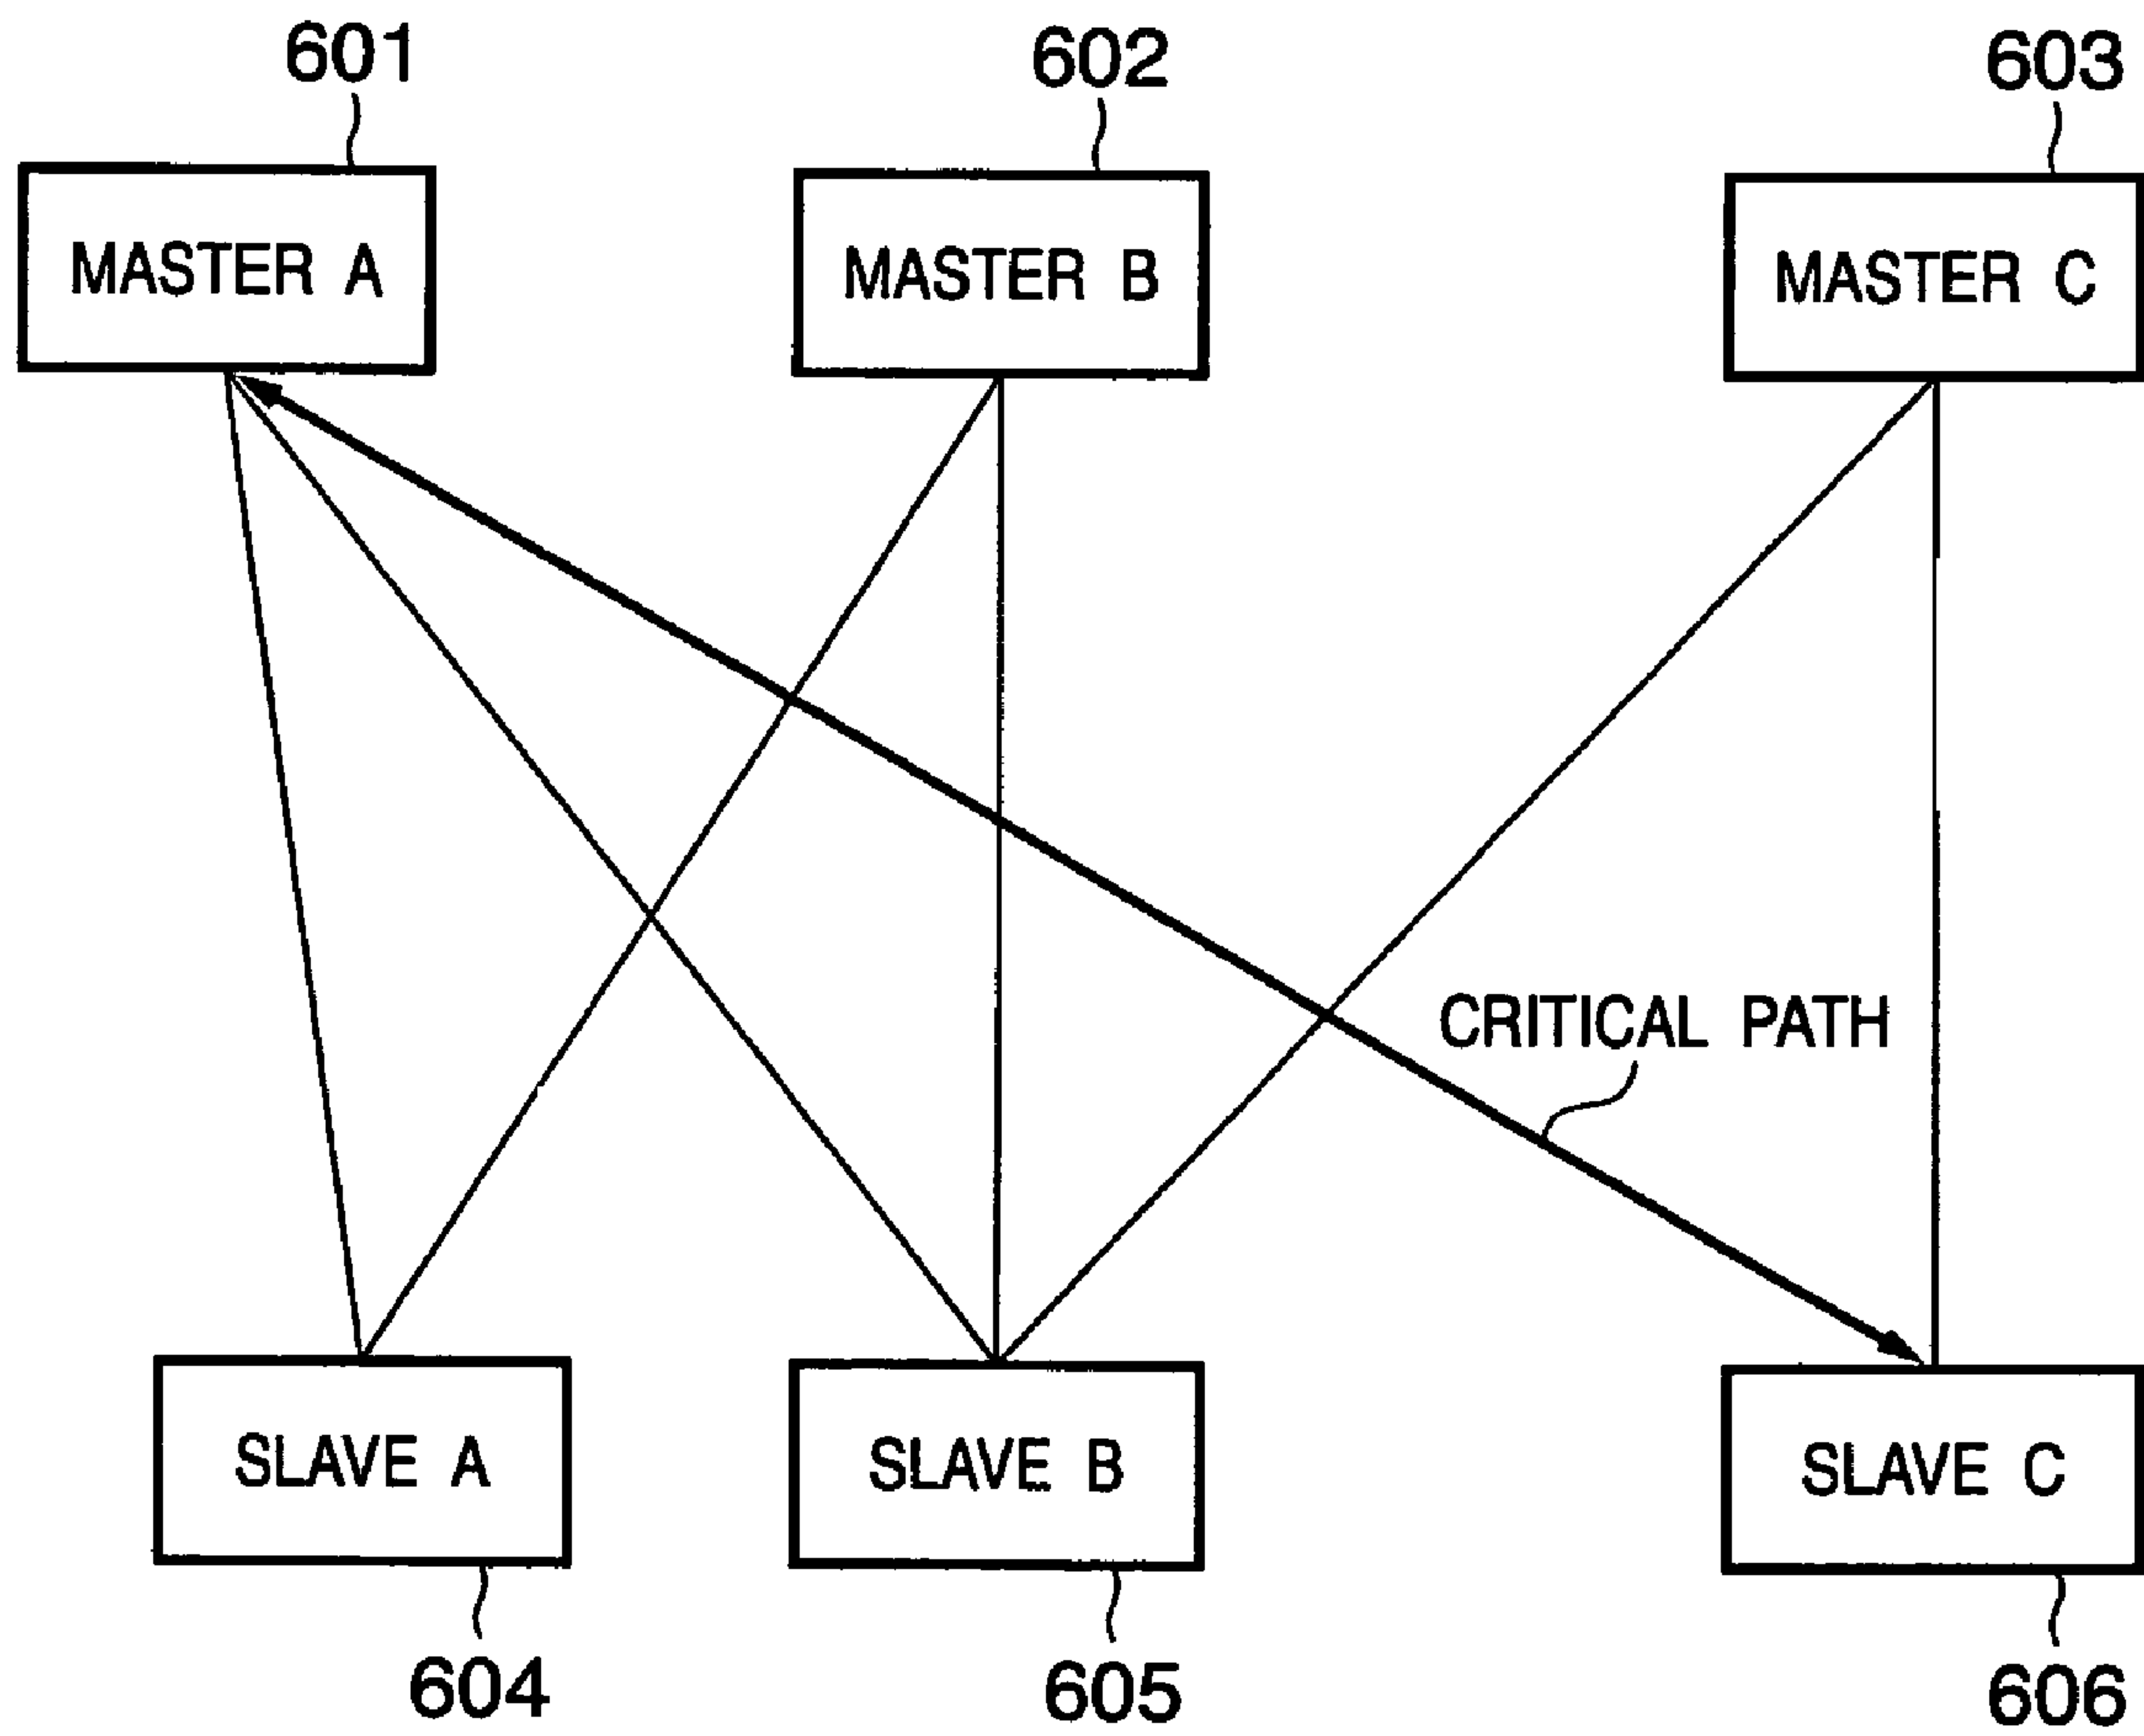 601
602
603
MASTER A
MASTER B
MASTER C
CRITICAL PATH
SLAVE A
SLAVE B
SLAVE C
604
605
606